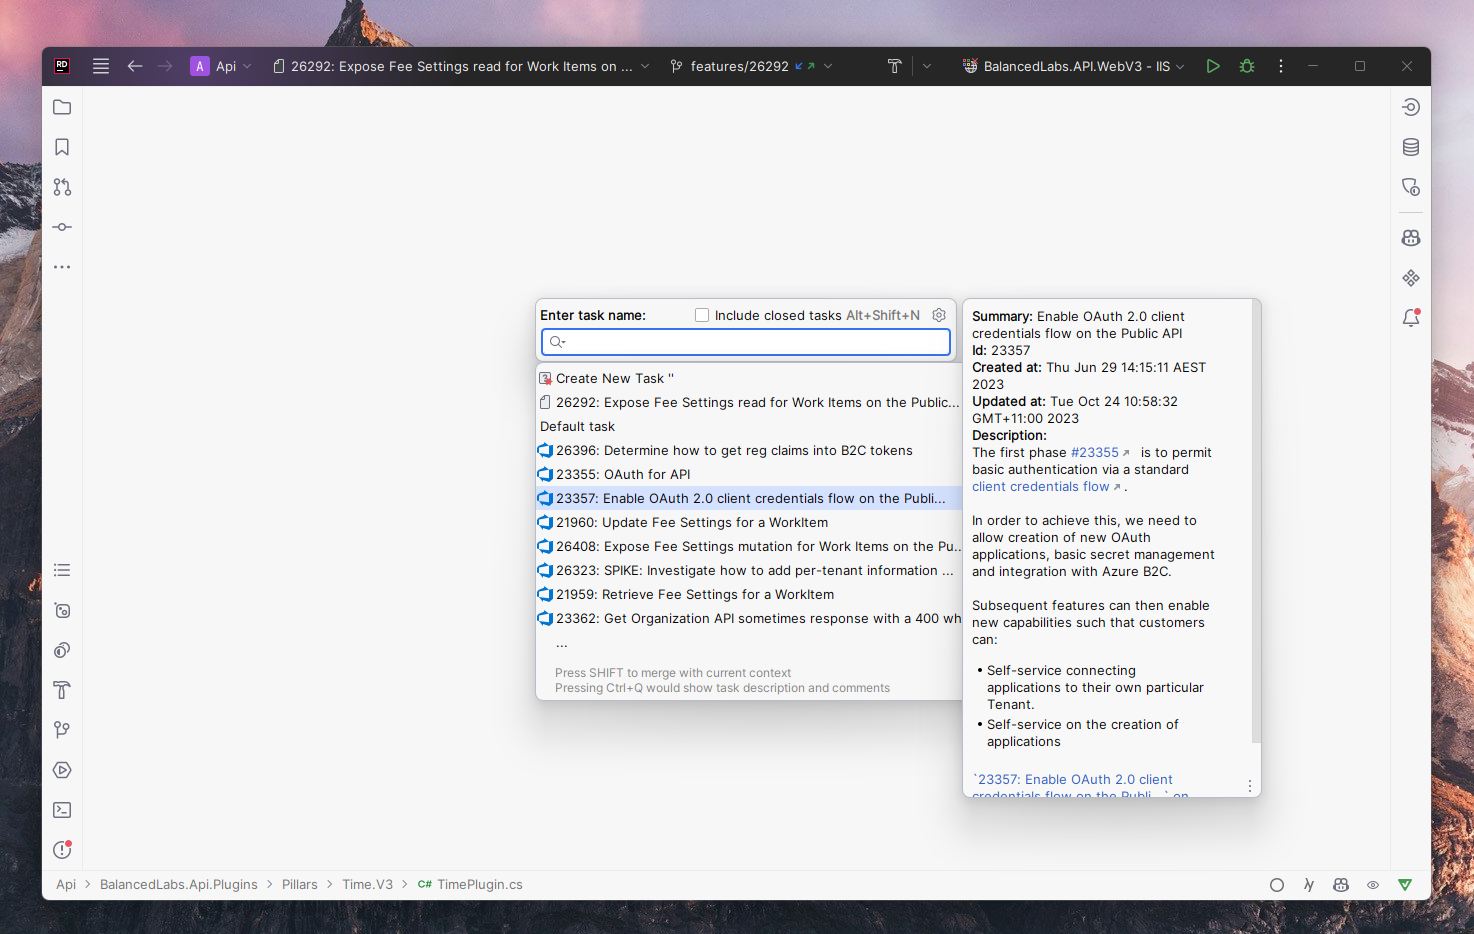 RD
A Api
26292: Expose Fee Settings read for Work Items on ...
features/26292
BalancedLabs.API.WebV3 - IIS
Enter task name:
Include closed tasks Alt+Shift+N
Create New Task ''
26292: Expose Fee Settings read for Work Items on the Public...
Default task
26396: Determine how to get reg claims into B2C tokens
23355: OAuth for API
23357: Enable OAuth 2.0 client credentials flow on the Publi...
21960: Update Fee Settings for a WorkItem
26408: Expose Fee Settings mutation for Work Items on the Pu...
26323: SPIKE: Investigate how to add per-tenant information ...
21959: Retrieve Fee Settings for a WorkItem
23362: Get Organization API sometimes response with a 400 wh
...
Press SHIFT to merge with current context
Pressing Ctrl+Q would show task description and comments
Summary: Enable OAuth 2.0 client
credentials flow on the Public API
Id: 23357
Created at: Thu Jun 29 14:15:11 AEST
2023
Updated at: Tue Oct 24 10:58:32
GMT+11:00 2023
Description:
The first phase #23355 is to permit
basic authentication via a standard
client credentials flow .
In order to achieve this, we need to
allow creation of new OAuth
applications, basic secret management
and integration with Azure B2C.
Subsequent features can then enable
new capabilities such that customers
can:
• Self-service connecting
applications to their own particular
Tenant.
• Self-service on the creation of
applications
`23357: Enable OAuth 2.0 client
credentials flow on the Publi...` on
Api > BalancedLabs.Api.Plugins > Pillars > Time.V3 > C# TimePlugin.cs